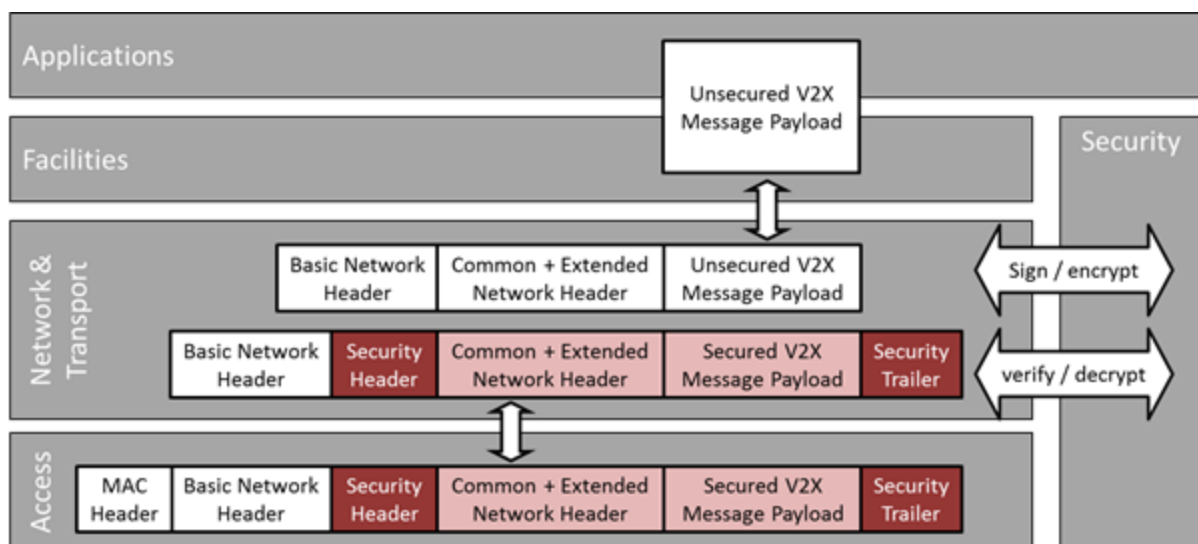 Applications
Unsecured V2X
Message Payload
Facilities
Security
Network &
Transport
Basic Network
Header
Common + Extended
Network Header
Unsecured V2X
Message Payload
Sign / encrypt
Basic Network
Header
Security
Header
Common + Extended
Network Header
Secured V2X
Message Payload
Security
Trailer
verify / decrypt
Access
MAC
Header
Basic Network
Header
Security
Header
Common + Extended
Network Header
Secured V2X
Message Payload
Security
Trailer